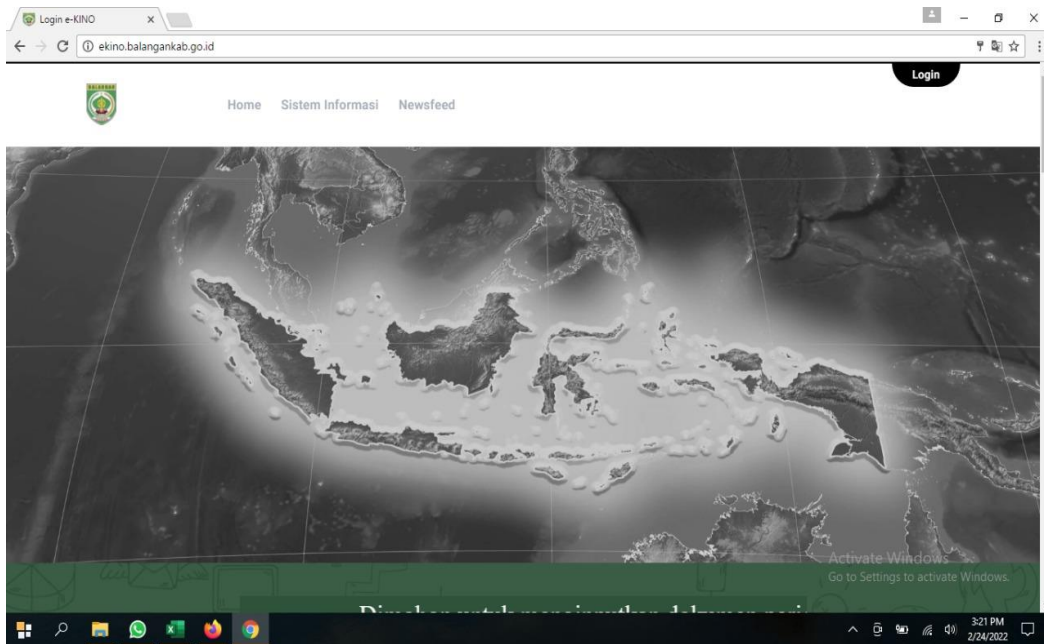 Login e-KINO
ekino.balangankab.go.id
Login
BALANGAN
Home Sistem Informasi Newsfeed
Activate Windows
Go to Settings to activate Windows.
3:21 PM
2/24/2022